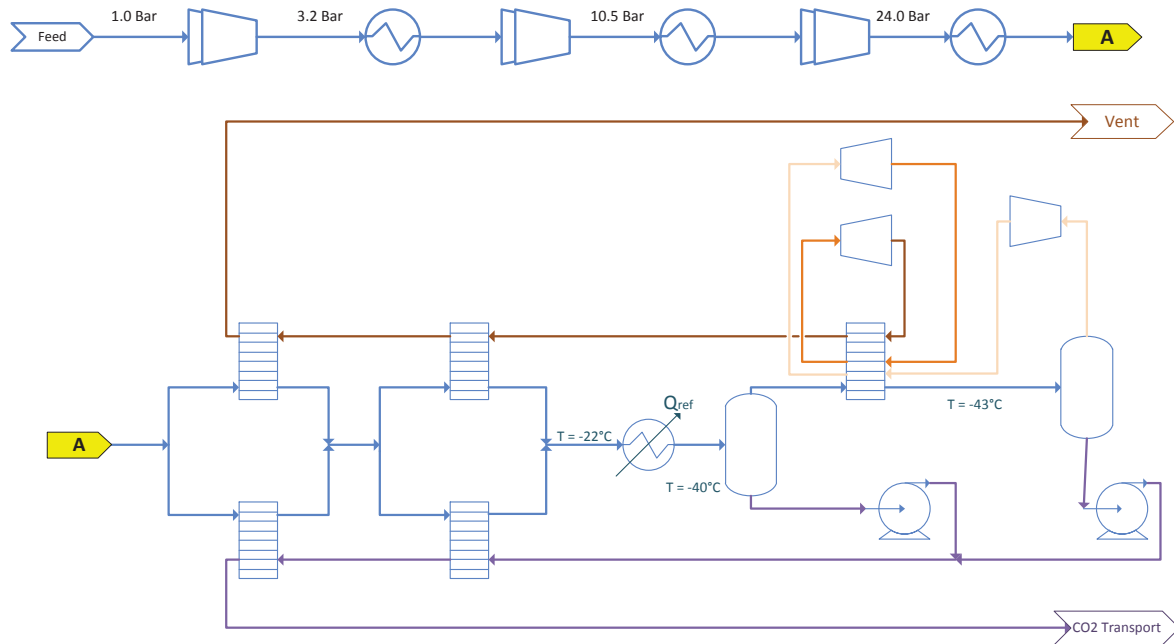 1.0 Bar
3.2 Bar
10.5 Bar
24.0 Bar
Feed
A
Vent
Qref
T = -22°C
T = -43°C
A
T = -40°C
CO2 Transport